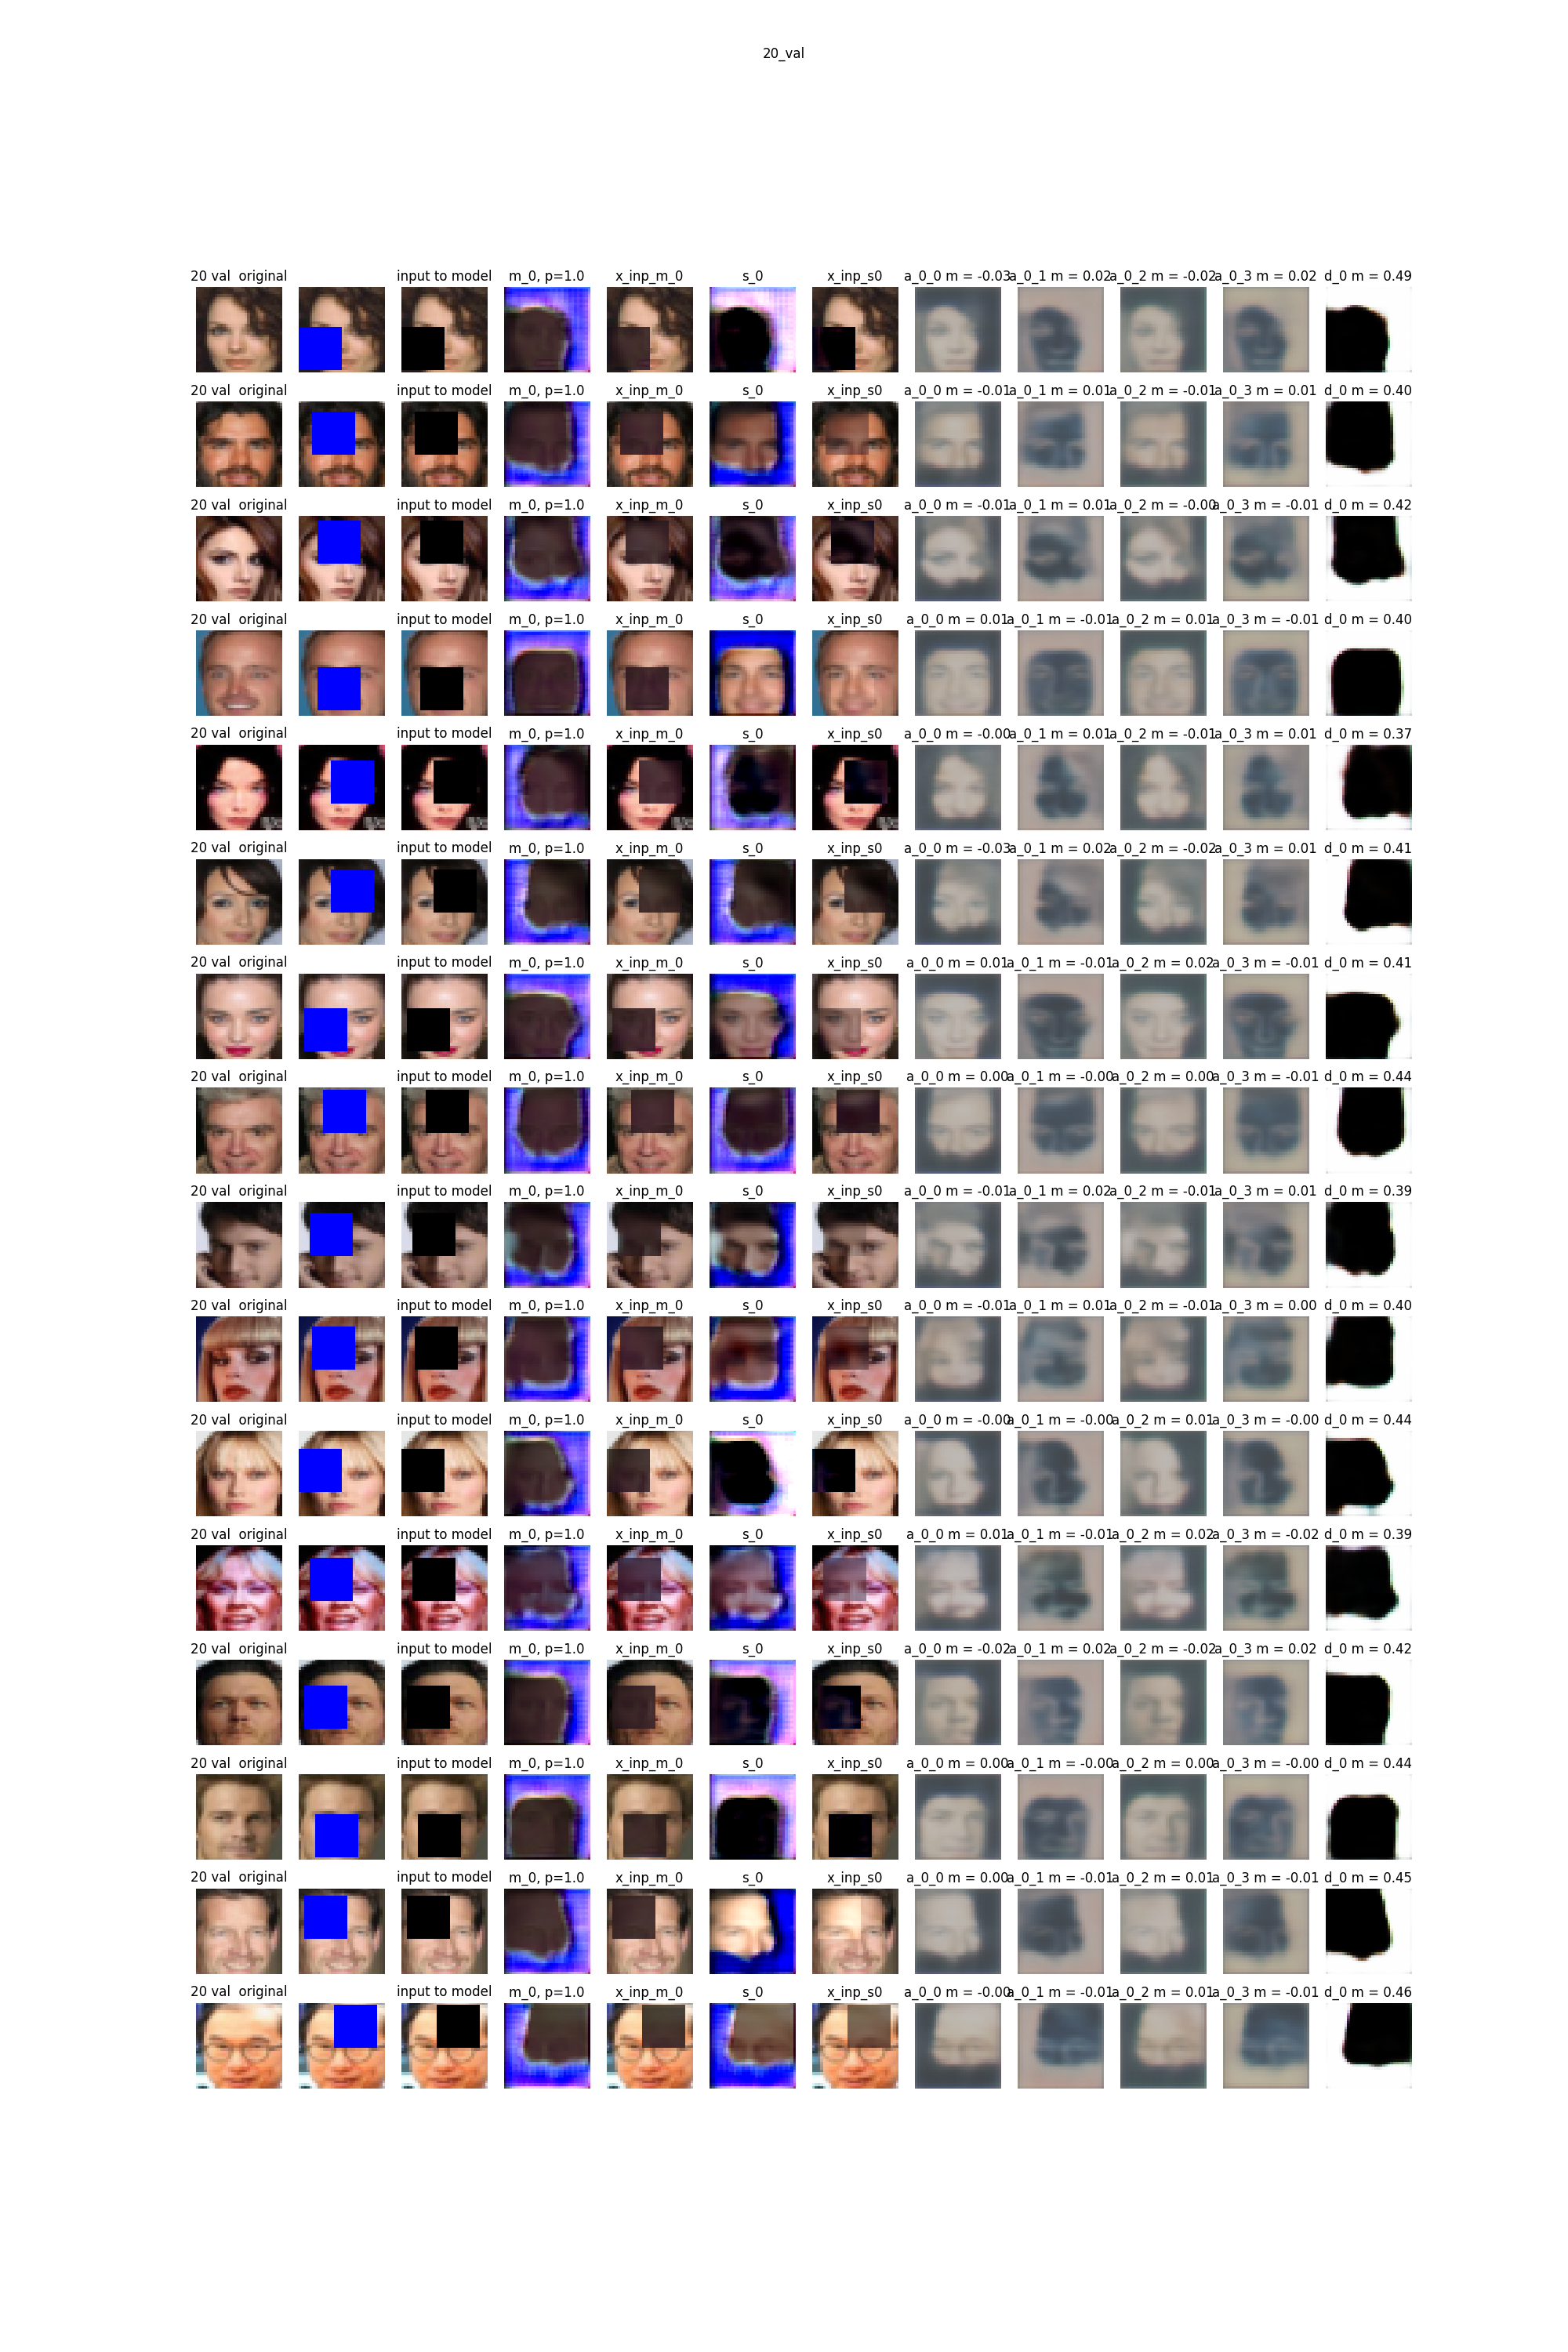 20_val
20 val original input to model m_0, p=1.0 x_inp_m_0 s_0 x_inp_s0 a_0_0 m = -0.03 a_0_1 m = 0.02 a_0_2 m = -0.02 a_0_3 m = 0.02 d_0 m = 0.49
20 val original input to model m_0, p=1.0 x_inp_m_0 s_0 x_inp_s0 a_0_0 m = -0.01 a_0_1 m = 0.01 a_0_2 m = -0.01 a_0_3 m = 0.01 d_0 m = 0.40
20 val original input to model m_0, p=1.0 x_inp_m_0 s_0 x_inp_s0 a_0_0 m = -0.01 a_0_1 m = 0.01 a_0_2 m = -0.00 a_0_3 m = -0.01 d_0 m = 0.42
20 val original input to model m_0, p=1.0 x_inp_m_0 s_0 x_inp_s0 a_0_0 m = 0.01 a_0_1 m = -0.01 a_0_2 m = 0.01 a_0_3 m = -0.01 d_0 m = 0.40
20 val original input to model m_0, p=1.0 x_inp_m_0 s_0 x_inp_s0 a_0_0 m = -0.00 a_0_1 m = 0.01 a_0_2 m = -0.01 a_0_3 m = 0.01 d_0 m = 0.37
20 val original input to model m_0, p=1.0 x_inp_m_0 s_0 x_inp_s0 a_0_0 m = -0.03 a_0_1 m = 0.02 a_0_2 m = -0.02 a_0_3 m = 0.01 d_0 m = 0.41
20 val original input to model m_0, p=1.0 x_inp_m_0 s_0 x_inp_s0 a_0_0 m = 0.01 a_0_1 m = -0.01 a_0_2 m = 0.02 a_0_3 m = -0.01 d_0 m = 0.41
20 val original input to model m_0, p=1.0 x_inp_m_0 s_0 x_inp_s0 a_0_0 m = 0.00 a_0_1 m = -0.00 a_0_2 m = 0.00 a_0_3 m = -0.01 d_0 m = 0.44
20 val original input to model m_0, p=1.0 x_inp_m_0 s_0 x_inp_s0 a_0_0 m = -0.01 a_0_1 m = 0.02 a_0_2 m = -0.01 a_0_3 m = 0.01 d_0 m = 0.39
20 val original input to model m_0, p=1.0 x_inp_m_0 s_0 x_inp_s0 a_0_0 m = -0.01 a_0_1 m = 0.01 a_0_2 m = -0.01 a_0_3 m = 0.00 d_0 m = 0.40
20 val original input to model m_0, p=1.0 x_inp_m_0 s_0 x_inp_s0 a_0_0 m = -0.00 a_0_1 m = -0.00 a_0_2 m = 0.01 a_0_3 m = -0.00 d_0 m = 0.44
20 val original input to model m_0, p=1.0 x_inp_m_0 s_0 x_inp_s0 a_0_0 m = 0.01 a_0_1 m = -0.01 a_0_2 m = 0.02 a_0_3 m = -0.02 d_0 m = 0.39
20 val original input to model m_0, p=1.0 x_inp_m_0 s_0 x_inp_s0 a_0_0 m = -0.02 a_0_1 m = 0.02 a_0_2 m = -0.02 a_0_3 m = 0.02 d_0 m = 0.42
20 val original input to model m_0, p=1.0 x_inp_m_0 s_0 x_inp_s0 a_0_0 m = 0.00 a_0_1 m = -0.00 a_0_2 m = 0.00 a_0_3 m = -0.00 d_0 m = 0.44
20 val original input to model m_0, p=1.0 x_inp_m_0 s_0 x_inp_s0 a_0_0 m = 0.00 a_0_1 m = -0.01 a_0_2 m = 0.01 a_0_3 m = -0.01 d_0 m = 0.45
20 val original input to model m_0, p=1.0 x_inp_m_0 s_0 x_inp_s0 a_0_0 m = -0.00 a_0_1 m = -0.01 a_0_2 m = 0.01 a_0_3 m = -0.01 d_0 m = 0.46